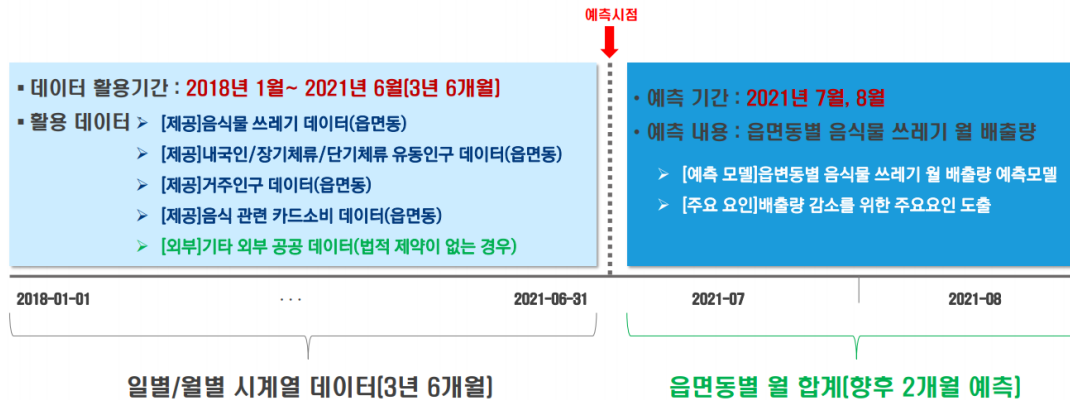 예측시점
▪ 데이터 활용기간 : 2018년 1월~ 2021년 6월(3년 6개월)
▪ 활용 데이터 ➢ [제공]음식물 쓰레기 데이터(읍면동)
➢ [제공]내국인/장기체류/단기체류 유동인구 데이터(읍면동)
➢ [제공]거주인구 데이터(읍면동)
➢ [제공]음식 관련 카드소비 데이터(읍면동)
➢ [외부]기타 외부 공공 데이터(법적 제약이 없는 경우)
• 예측 기간 : 2021년 7월, 8월
• 예측 내용 : 읍면동별 음식물 쓰레기 월 배출량
➢ [예측 모델]읍변동별 음식물 쓰레기 월 배출량 예측모델
➢ [주요 요인]배출량 감소를 위한 주요요인 도출
2018-01-01 · · · 2021-06-31 2021-07 2021-08
일별/월별 시계열 데이터(3년 6개월)
읍면동별 월 합계(향후 2개월 예측)